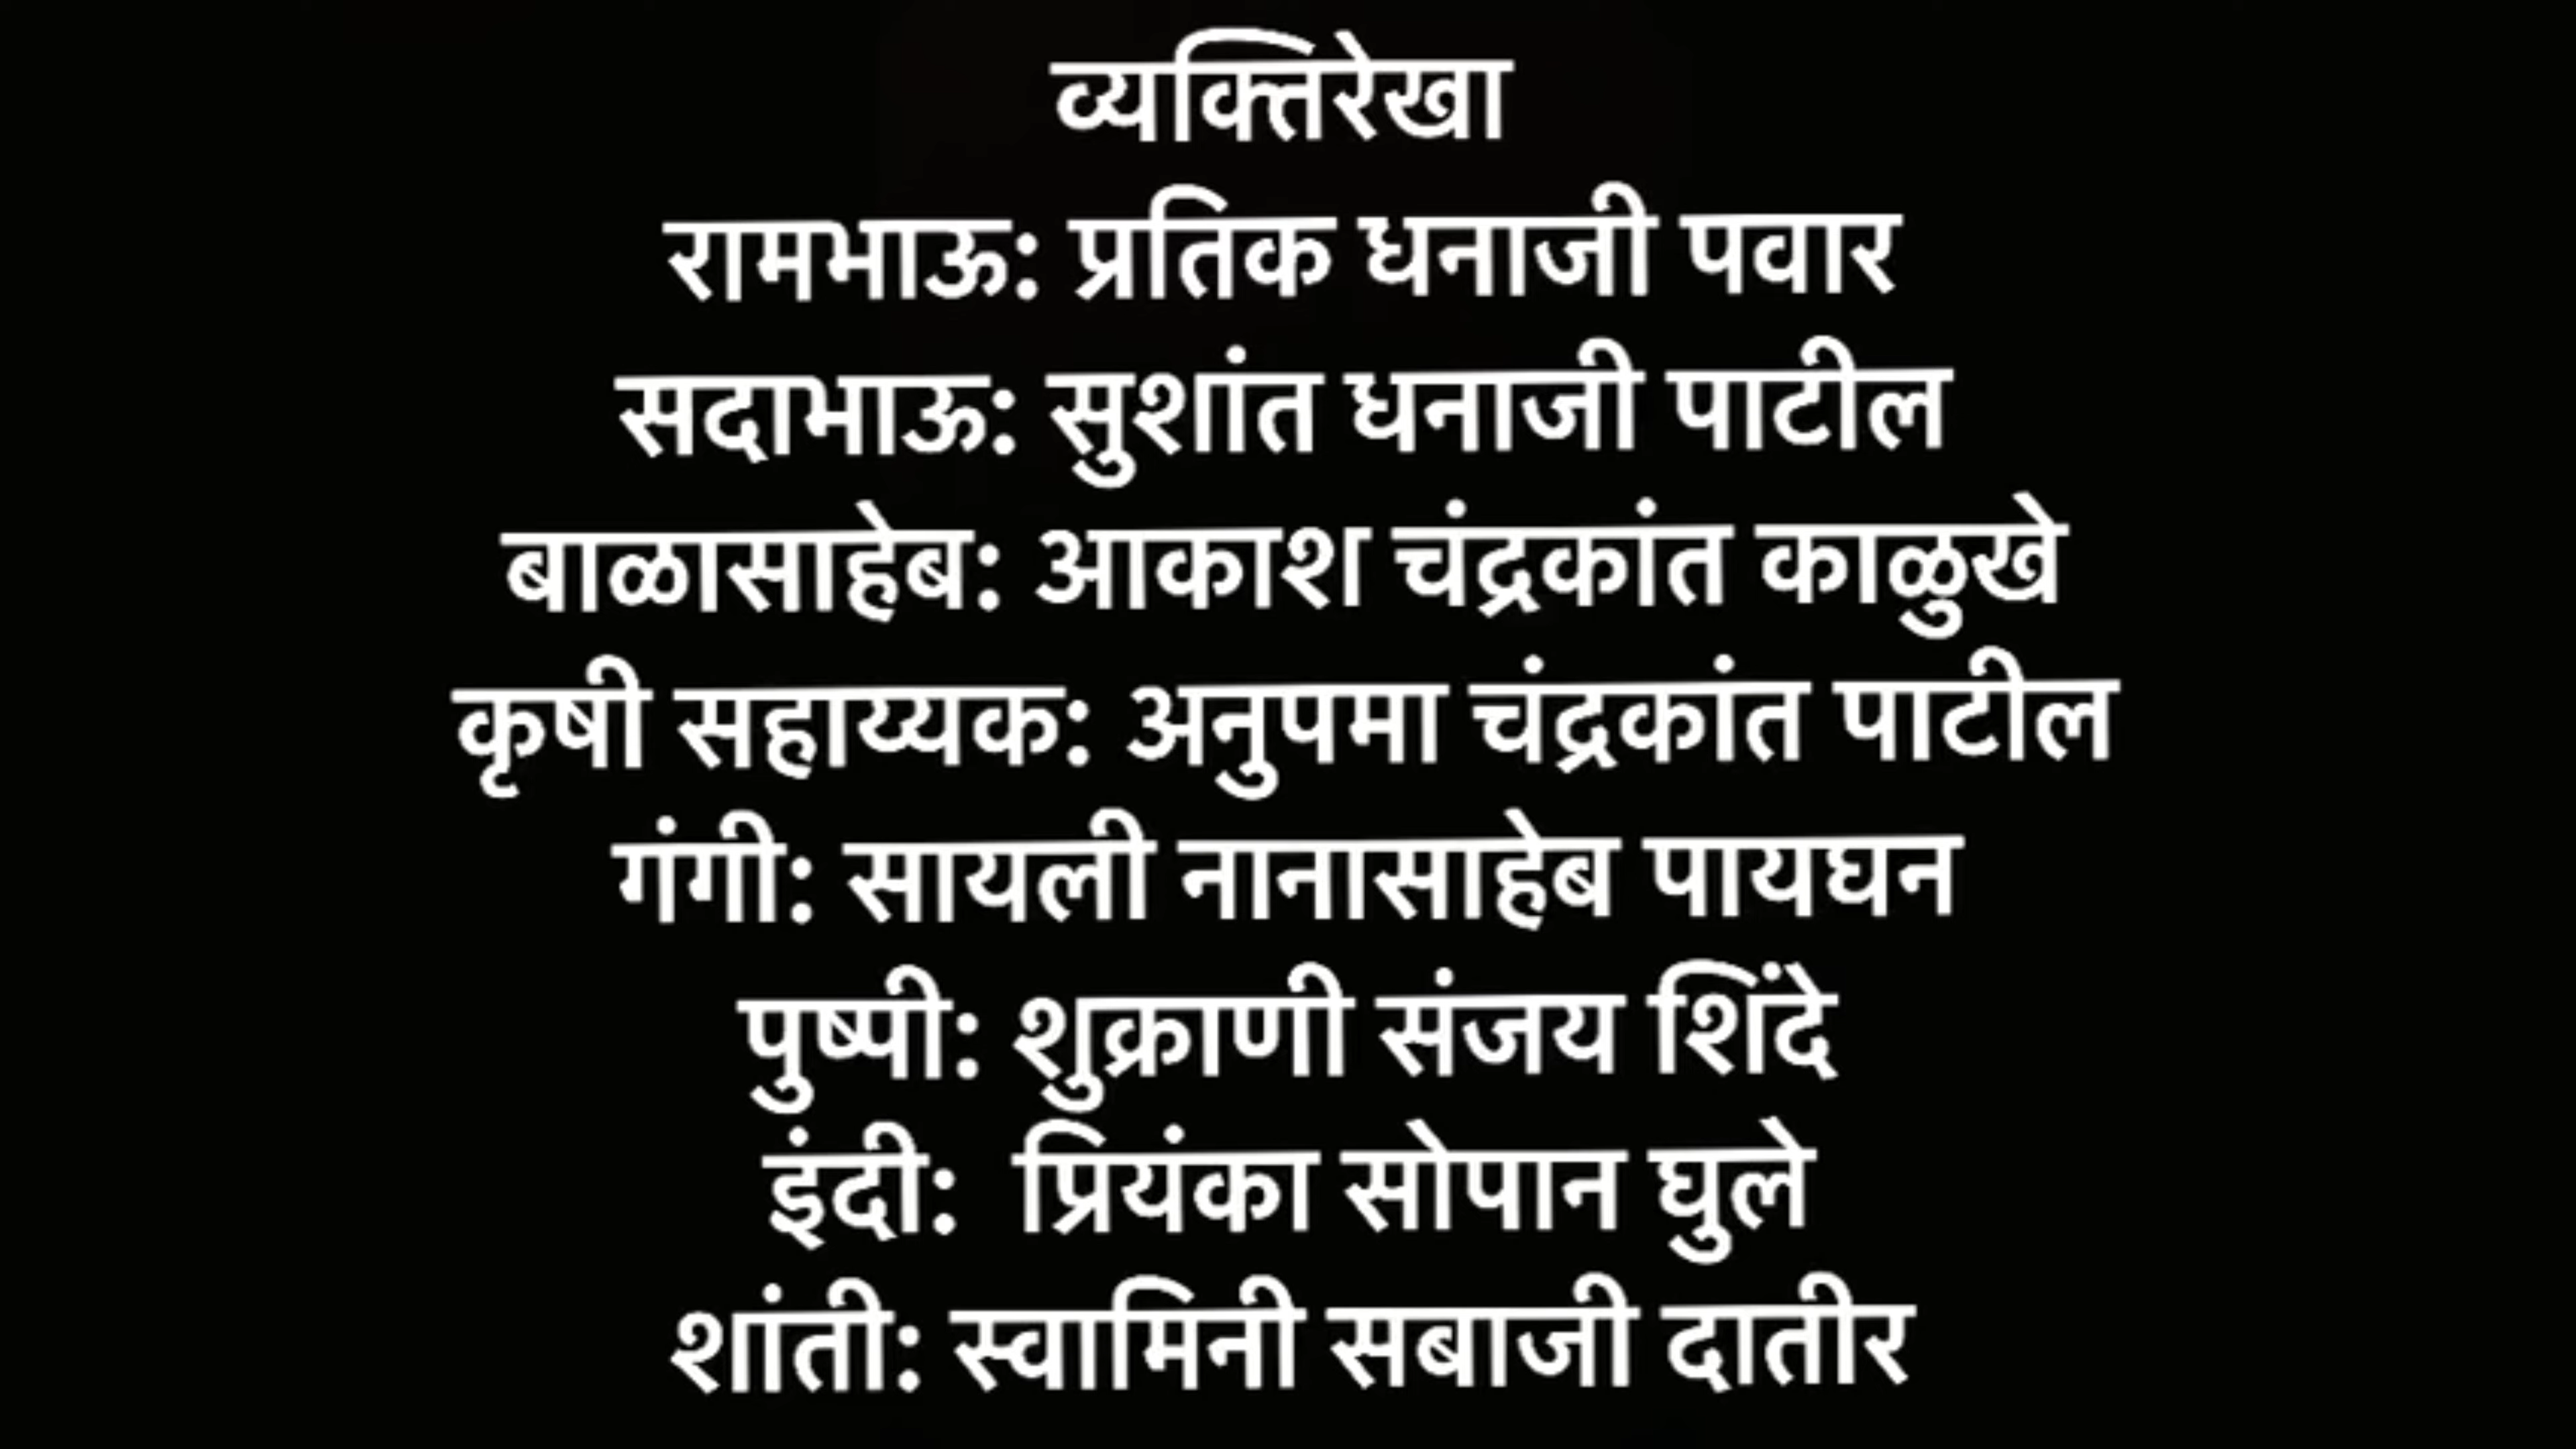 व्यक्तिरेखा
रामभाऊ: प्रतिक धनाजी पवार
सदाभाऊ: सुशांत धनाजी पाटील
बाळासाहेब: आकाश चंद्रकांत काळुखे
कृषी सहाय्यक: अनुपमा चंद्रकांत पाटील
गंगी: सायली नानासाहेब पायघन
पुष्पी: शुक्राणी संजय शिंदे
इंदी: प्रियंका सोपान घुले
शांती: स्वामिनी सबाजी दातीर